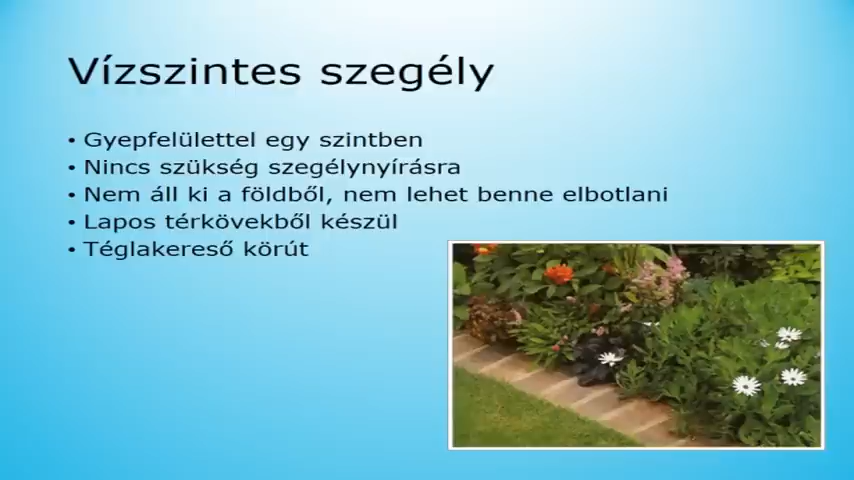 Vízszintes szegély
• Gyepfelülettel egy szintben
• Nincs szükség szegélynyírásra
• Nem áll ki a földből, nem lehet benne elbotlani
• Lapos térkövekből készül
• Téglakereső körút